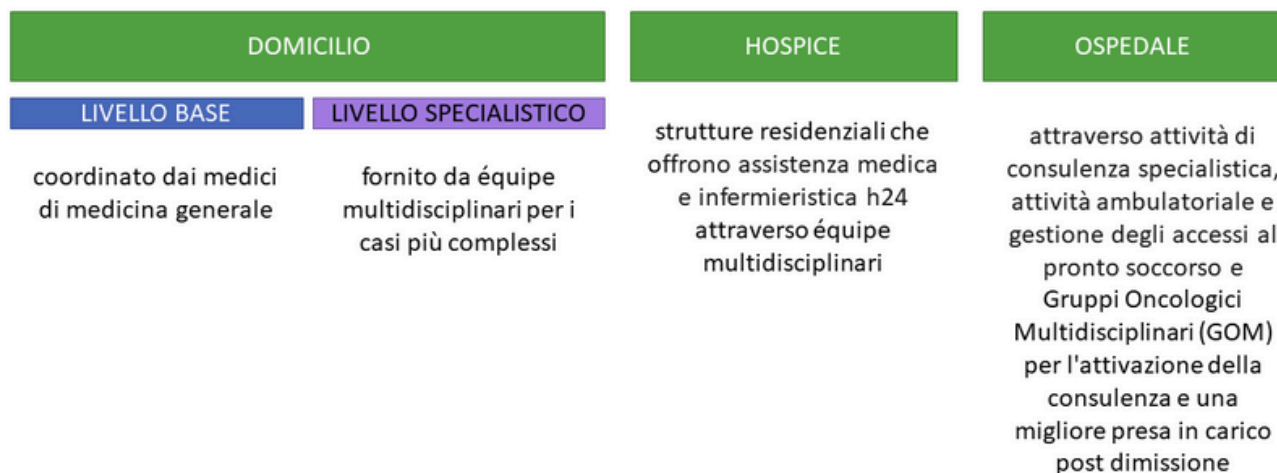 DOMICILIO
LIVELLO BASE
coordinato dai medici
di medicina generale
LIVELLO SPECIALISTICO
fornito da équipe
multidisciplinari per i
casi più complessi
HOSPICE
strutture residenziali che
offrono assistenza medica
e infermieristica h24
attraverso équipe
multidisciplinari
OSPEDALE
attraverso attività di
consulenza specialistica,
attività ambulatoriale e
gestione degli accessi al
pronto soccorso e
Gruppi Oncologici
Multidisciplinari (GOM)
per l'attivazione della
consulenza e una
migliore presa in carico
post dimissione